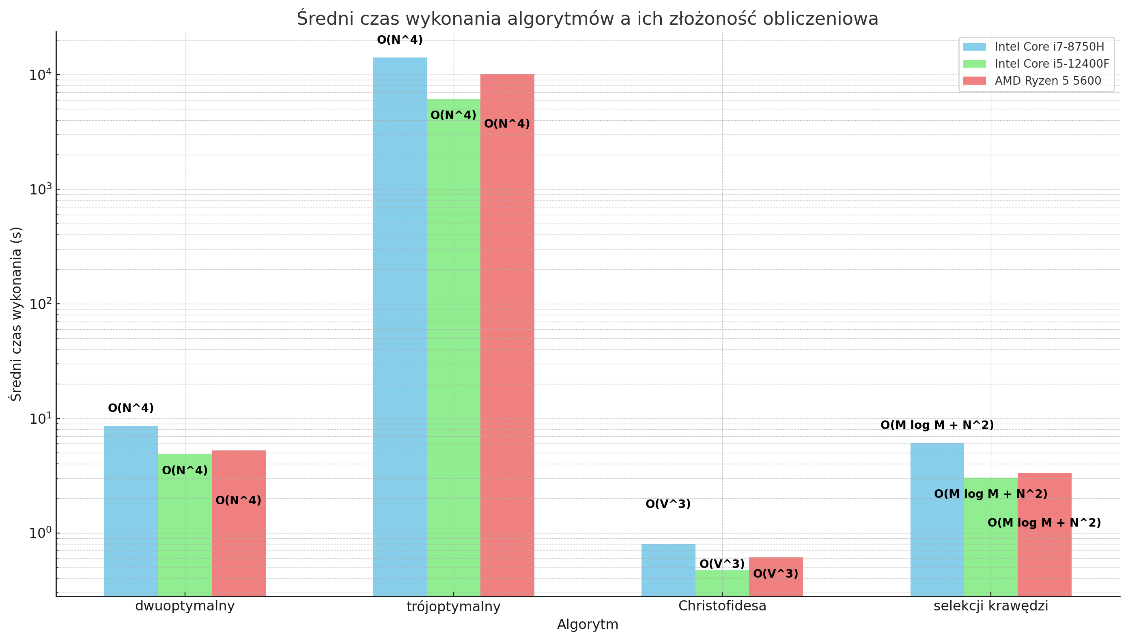 Średni czas wykonania algorytmów a ich złożoność obliczeniowa
Intel Core i7-8750H
Intel Core i5-12400F
AMD Ryzen 5 5600
Średni czas wykonania (s)
10^4
10^3
10^2
10^1
10^0
O(N^4)
O(N^4)
O(N^4)
O(N^4)
O(N^4)
O(N^4)
O(V^3)
O(V^3)
O(V^3)
O(M log M + N^2)
O(M log M + N^2)
O(M log M + N^2)
dwuoptymalny
trójoptymalny
Christofidesa
selekcji krawędzi
Algorytm